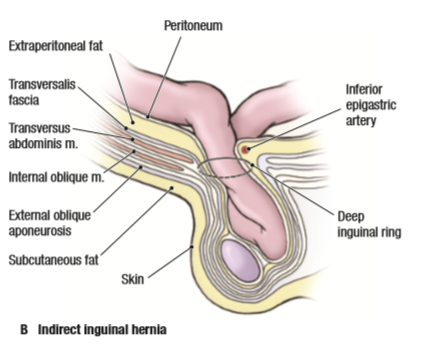 Peritoneum
Extraperitoneal fat
Transversalis
fascia
Transversus
abdominis m.
Internal oblique m.
External oblique
aponeurosis
Subcutaneous fat
Skin
Inferior
epigastric
artery
Deep
inguinal ring
B Indirect inguinal hernia